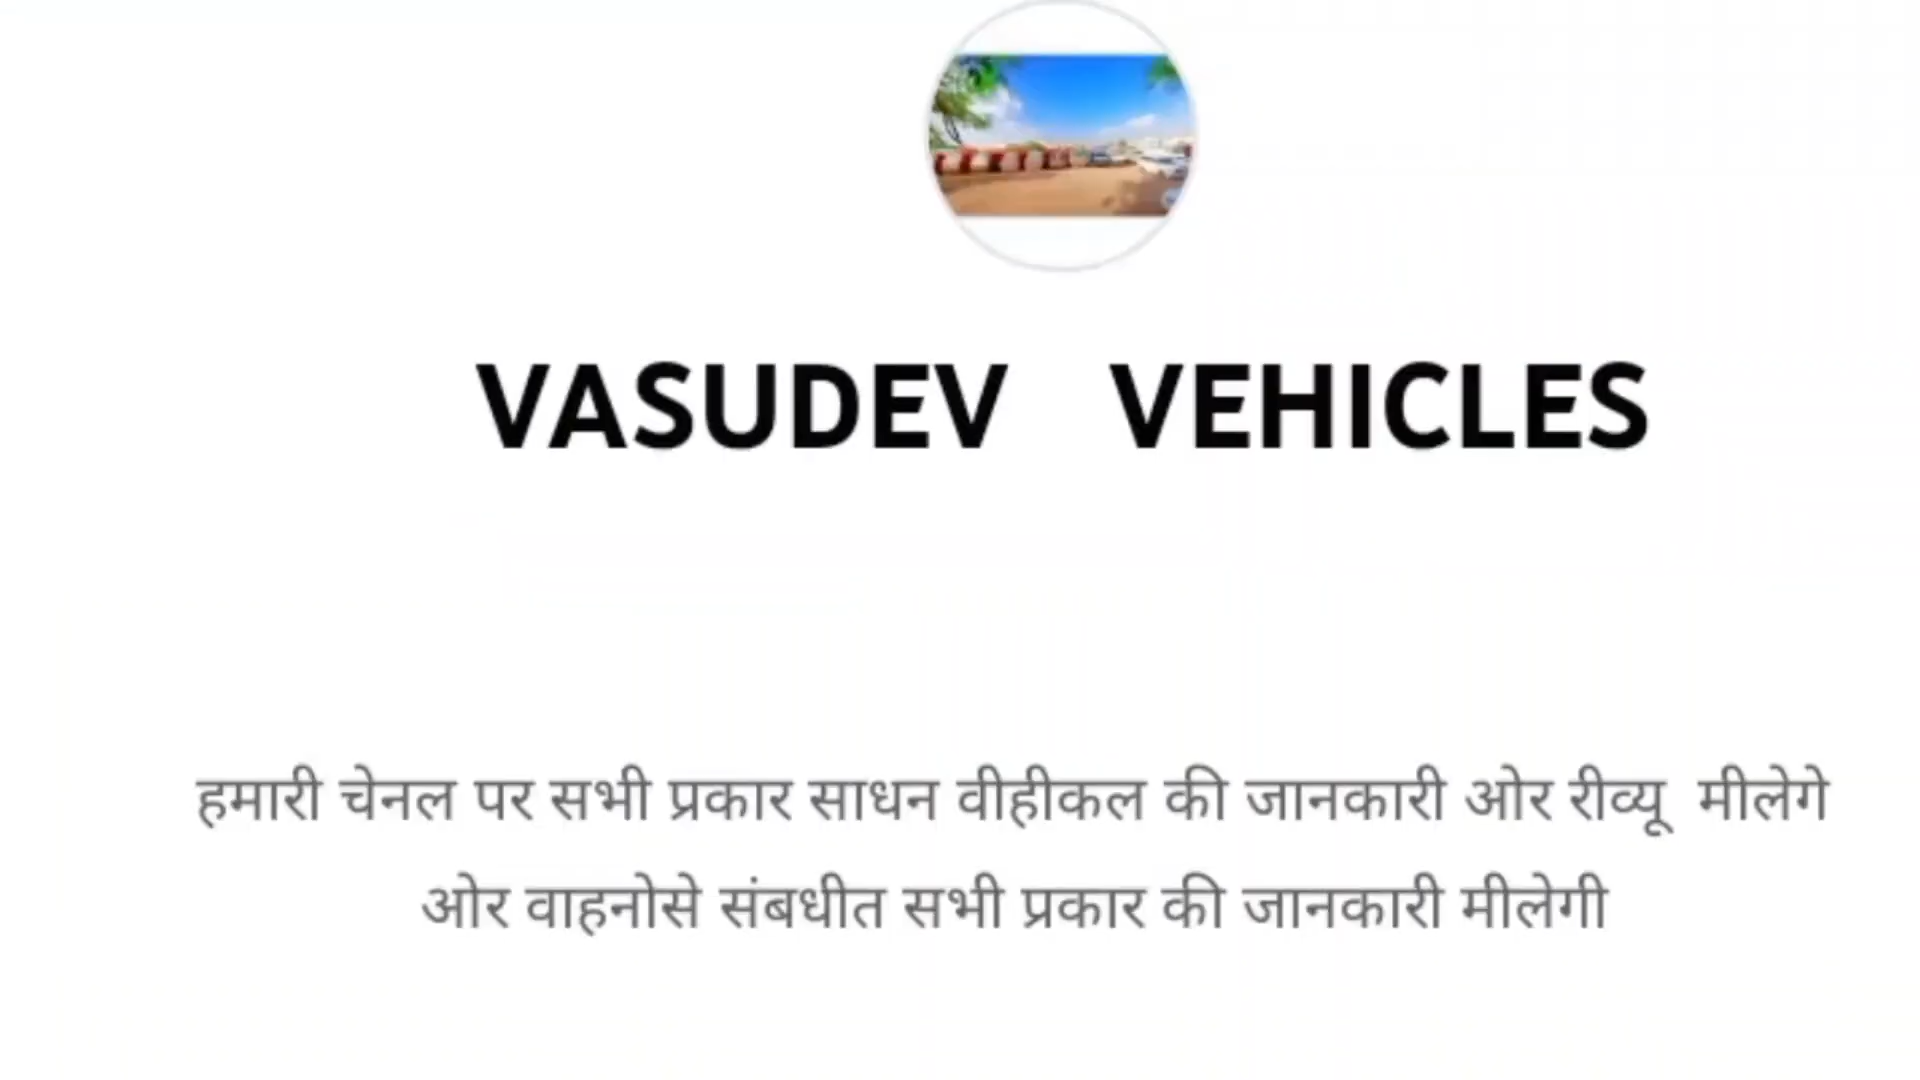 VASUDEV VEHICLES
हमारी चेनल पर सभी प्रकार साधन वीहीकल की जानकारी ओर रीव्यू मीलेगे
ओर वाहनोसे संबधीत सभी प्रकार की जानकारी मीलेगी